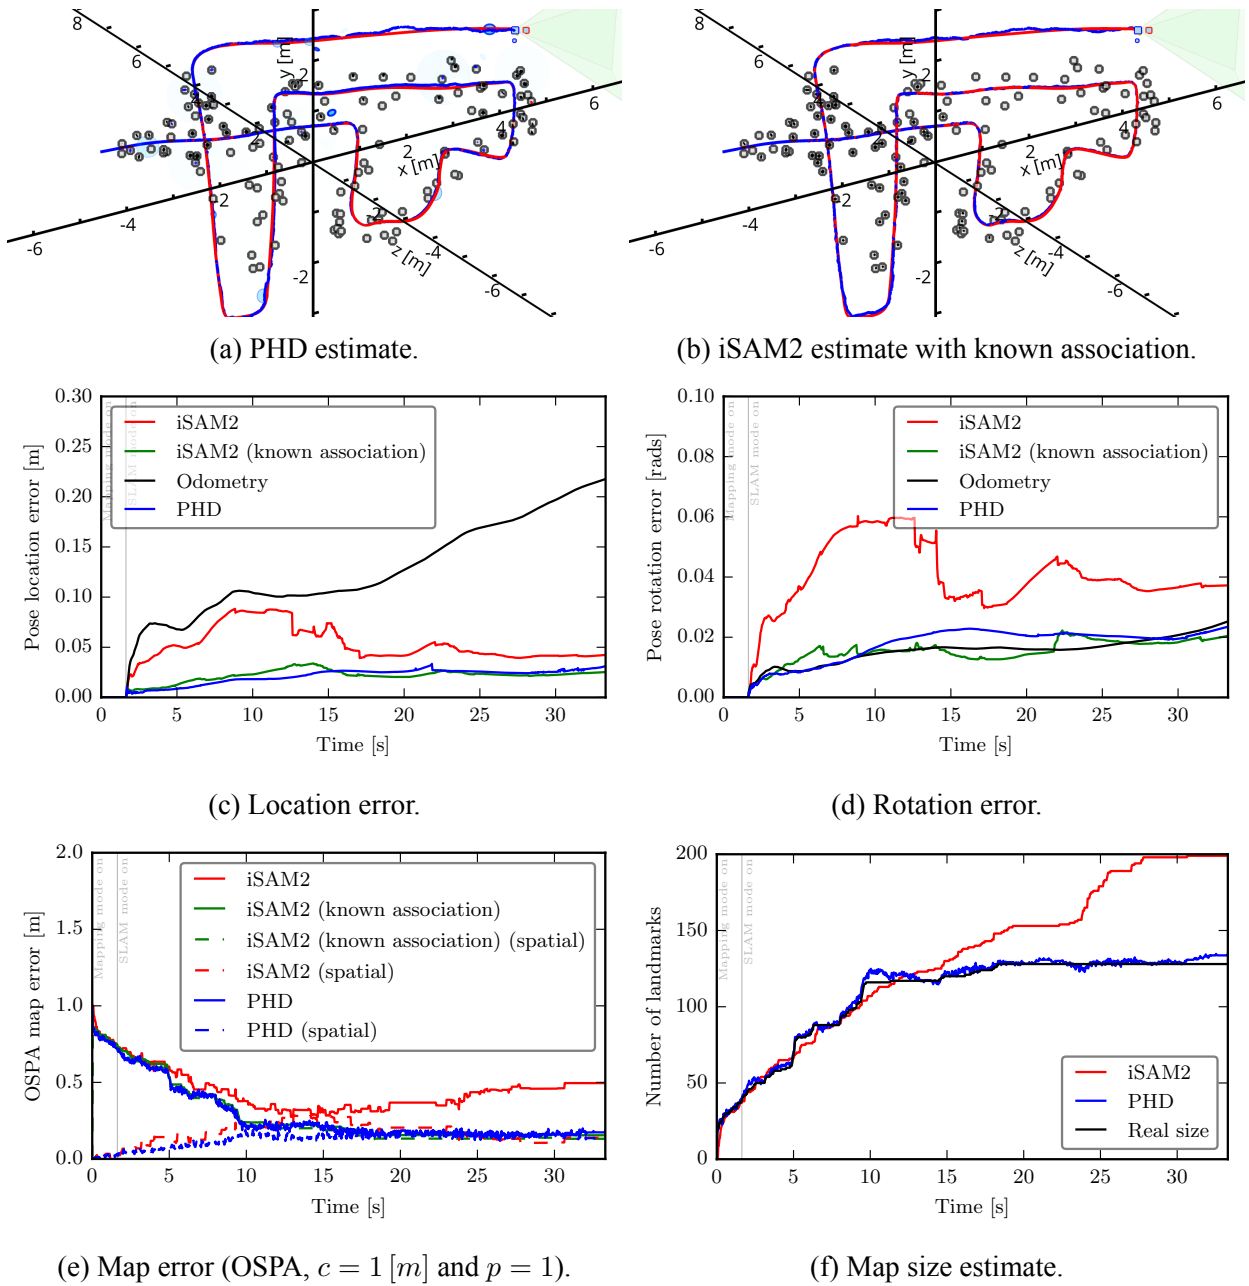 8
6
y [m]
2
2
4
6
2
x [m]
-2
-4
-6
-2
z [m]
-4
-2
-6
(a) PHD estimate.
8
6
y [m]
2
2
4
6
2
x [m]
-2
-4
-6
-2
z [m]
-4
-2
-6
(b) iSAM2 estimate with known association.
0.30
0.25
0.20
0.15
0.10
0.05
0.00
Pose location error [m]
Mapping mode on
SLAM mode on
iSAM2
iSAM2 (known association)
Odometry
PHD
0 5 10 15 20 25 30
Time [s]
(c) Location error.
0.10
0.08
0.06
0.04
0.02
0.00
Pose rotation error [rads]
Mapping mode on
SLAM mode on
iSAM2
iSAM2 (known association)
Odometry
PHD
0 5 10 15 20 25 30
Time [s]
(d) Rotation error.
2.0
1.5
1.0
0.5
0.0
OSPA map error [m]
Mapping mode on
SLAM mode on
iSAM2
iSAM2 (known association)
iSAM2 (known association) (spatial)
iSAM2 (spatial)
PHD
PHD (spatial)
0 5 10 15 20 25 30
Time [s]
(e) Map error (OSPA, c = 1 [m] and p = 1).
200
150
100
50
0
Number of landmarks
Mapping mode on
SLAM mode on
iSAM2
PHD
Real size
0 5 10 15 20 25 30
Time [s]
(f) Map size estimate.